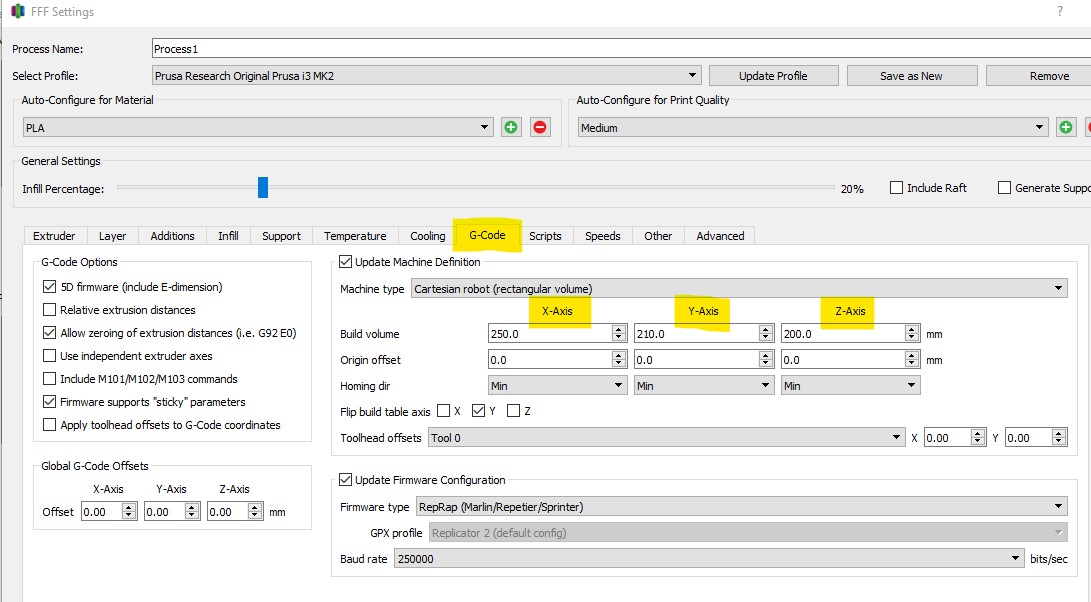 FFF Settings
?
Process Name: Process1
Select Profile: Prusa Research Original Prusa i3 MK2 Update Profile Save as New Remove
Auto-Configure for Material
PLA
Auto-Configure for Print Quality
Medium
General Settings
Infill Percentage: 20% Include Raft Generate Suppo
Extruder Layer Additions Infill Support Temperature Cooling G-Code Scripts Speeds Other Advanced
G-Code Options
5D firmware (include E-dimension)
Relative extrusion distances
Allow zeroing of extrusion distances (i.e. G92 E0)
Use independent extruder axes
Include M101/M102/M103 commands
Firmware supports "sticky" parameters
Apply toolhead offsets to G-Code coordinates
Global G-Code Offsets
X-Axis Y-Axis Z-Axis
Offset 0.00 0.00 0.00 mm
Update Machine Definition
Machine type Cartesian robot (rectangular volume)
X-Axis Y-Axis Z-Axis
Build volume 250.0 210.0 200.0 mm
Origin offset 0.0 0.0 0.0 mm
Homing dir Min Min Min
Flip build table axis X Y Z
Toolhead offsets Tool 0 X 0.00 Y 0.00
Update Firmware Configuration
Firmware type RepRap (Marlin/Repetier/Sprinter)
GPX profile Replicator 2 (default config)
Baud rate 250000 bits/sec